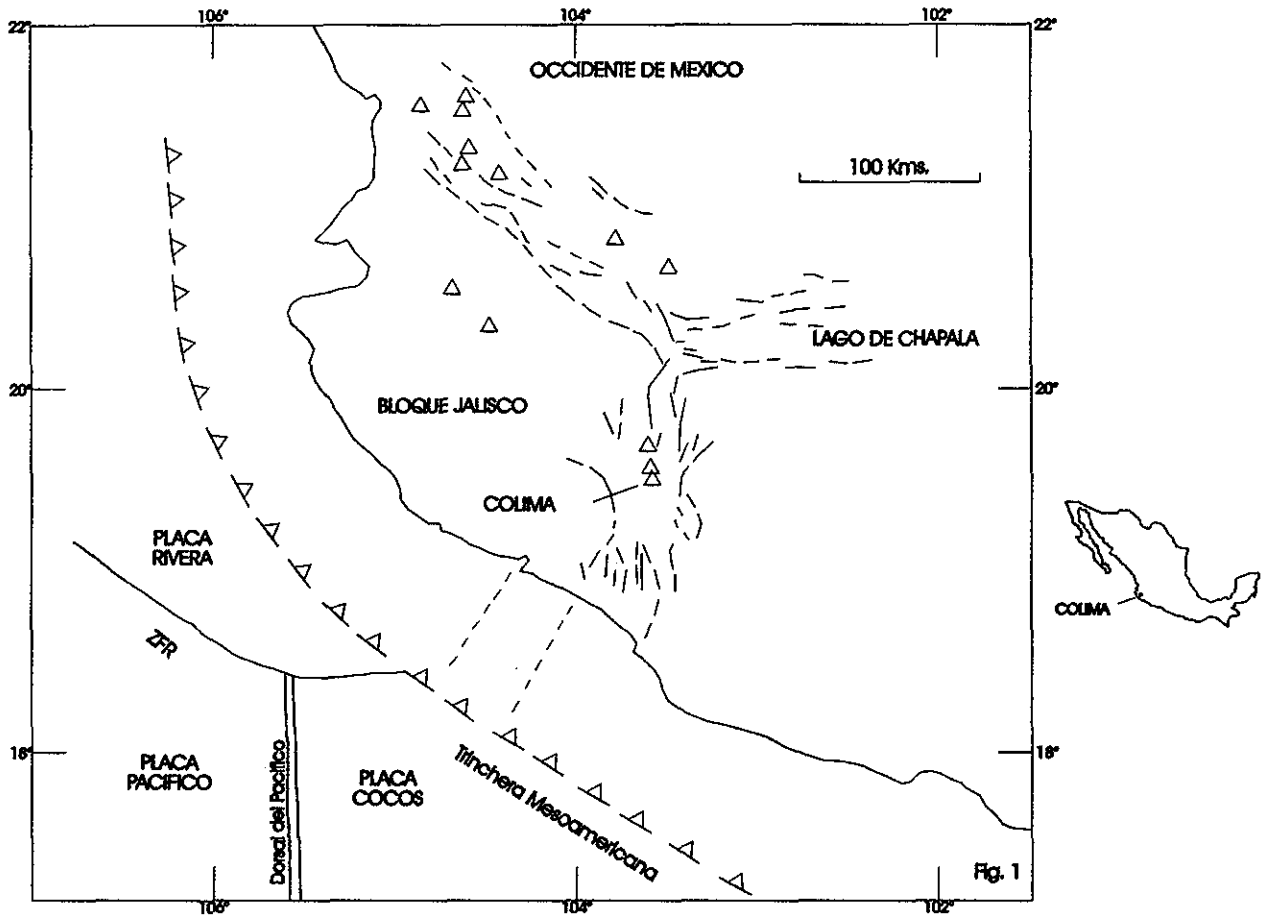 106°
104°
102°
22°
22°
OCCIDENTE DE MEXICO
100 Kms.
LAGO DE CHAPALA
20°
20°
BLOQUE JALISCO
COLIMA
PLACA
RIVERA
COLIMA
ZFR
18°
18°
PLACA
PACIFICO
Dorsal del Pacifico
PLACA
COCOS
Trinchera Mesoamericana
Fig. 1
106°
104°
102°